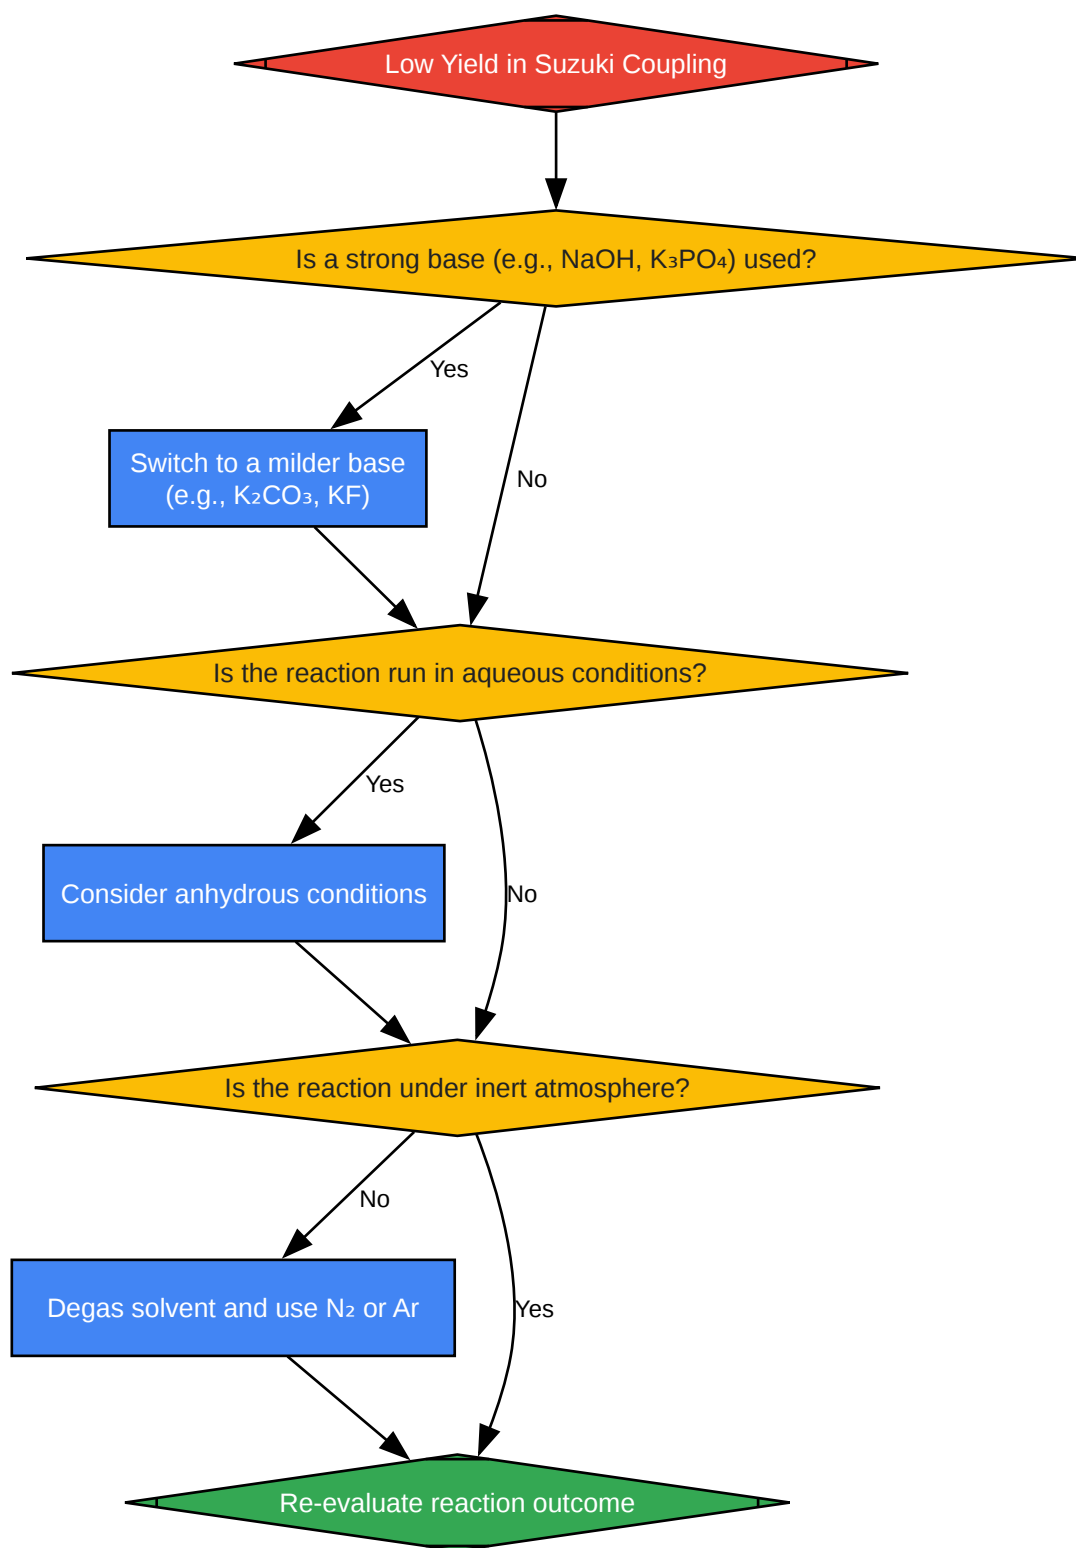 Low Yield in Suzuki Coupling
Is a strong base (e.g., NaOH, K₃PO₄) used?
Yes
Switch to a milder base
(e.g., K₂CO₃, KF)
No
Is the reaction run in aqueous conditions?
Yes
Consider anhydrous conditions
No
Is the reaction under inert atmosphere?
No
Degas solvent and use N₂ or Ar
Yes
Re-evaluate reaction outcome